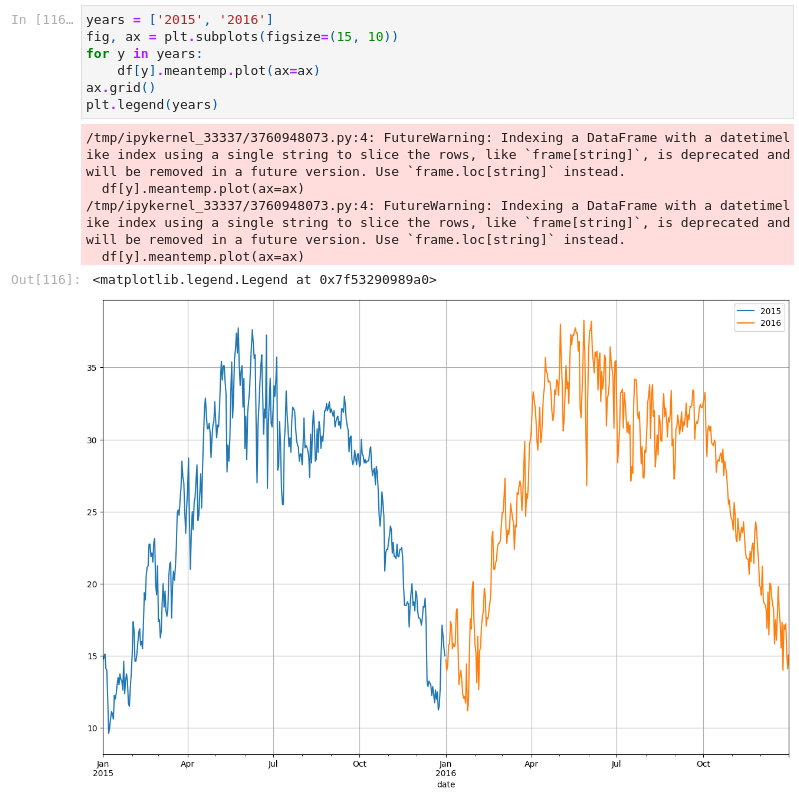 In [116…
years = ['2015', '2016']
fig, ax = plt.subplots(figsize=(15, 10))
for y in years:
    df[y].meantemp.plot(ax=ax)
ax.grid()
plt.legend(years)
/tmp/ipykernel_33337/3760948073.py:4: FutureWarning: Indexing a DataFrame with a datetimel
ike index using a single string to slice the rows, like `frame[string]`, is deprecated and
will be removed in a future version. Use `frame.loc[string]` instead.
  df[y].meantemp.plot(ax=ax)
/tmp/ipykernel_33337/3760948073.py:4: FutureWarning: Indexing a DataFrame with a datetimel
ike index using a single string to slice the rows, like `frame[string]`, is deprecated and
will be removed in a future version. Use `frame.loc[string]` instead.
  df[y].meantemp.plot(ax=ax)
Out[116]: <matplotlib.legend.Legend at 0x7f53290989a0>
2015
2016
35
30
25
20
15
10
Jan Apr Jul Oct Jan Apr Jul Oct
2015 2016
date